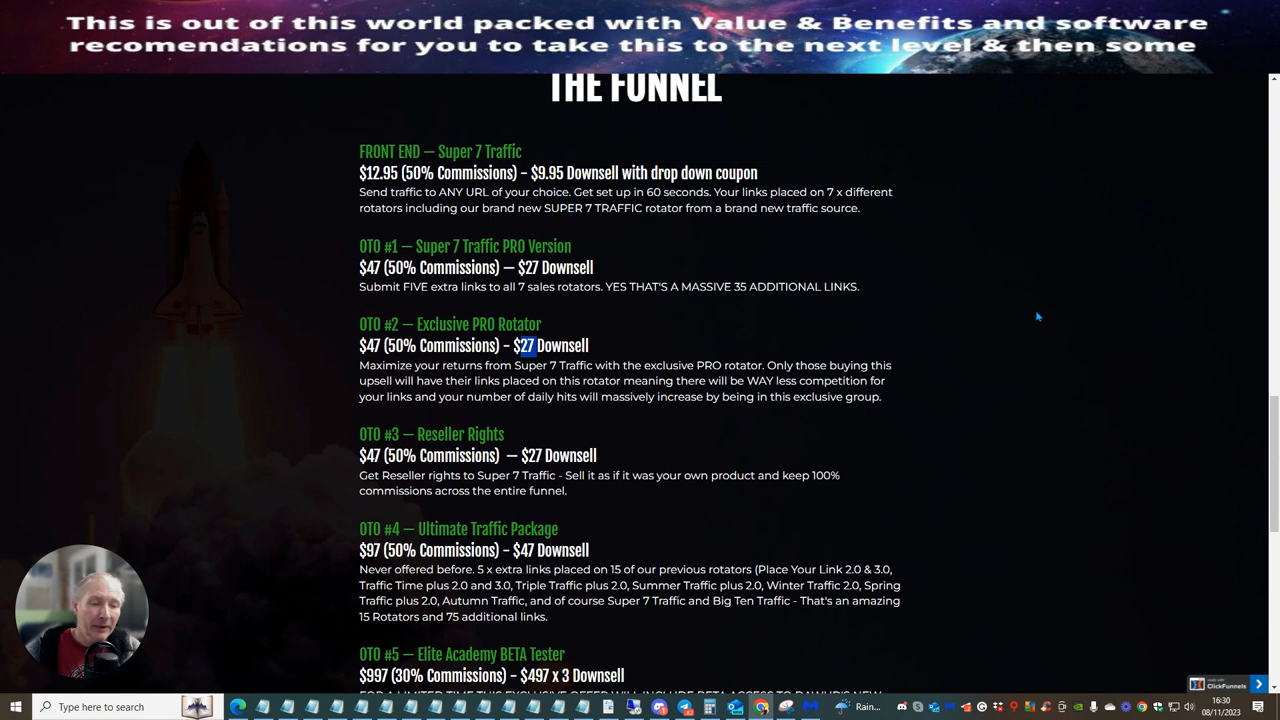 This is out of this world packed with Value & Benefits and software
recomendations for you to take this to the next level & then some
THE FUNNEL
FRONT END — Super 7 Traffic
$12.95 (50% Commissions) - $9.95 Downsell with drop down coupon
Send traffic to ANY URL of your choice. Get set up in 60 seconds. Your links placed on 7 x different
rotators including our brand new SUPER 7 TRAFFIC rotator from a brand new traffic source.
OTO #1 — Super 7 Traffic PRO Version
$47 (50% Commissions) — $27 Downsell
Submit FIVE extra links to all 7 sales rotators. YES THAT'S A MASSIVE 35 ADDITIONAL LINKS.
OTO #2 — Exclusive PRO Rotator
$47 (50% Commissions) - $27 Downsell
Maximize your returns from Super 7 Traffic with the exclusive PRO rotator. Only those buying this
upsell will have their links placed on this rotator meaning there will be WAY less competition for
your links and your number of daily hits will massively increase by being in this exclusive group.
OTO #3 — Reseller Rights
$47 (50% Commissions) — $27 Downsell
Get Reseller rights to Super 7 Traffic - Sell it as if it was your own product and keep 100%
commissions across the entire funnel.
OTO #4 — Ultimate Traffic Package
$97 (50% Commissions) - $47 Downsell
Never offered before. 5 x extra links placed on 15 of our previous rotators (Place Your Link 2.0 & 3.0,
Traffic Time plus 2.0 and 3.0, Triple Traffic plus 2.0, Summer Traffic plus 2.0, Winter Traffic 2.0, Spring
Traffic plus 2.0, Autumn Traffic, and of course Super 7 Traffic and Big Ten Traffic - That's an amazing
15 Rotators and 75 additional links.
OTO #5 — Elite Academy BETA Tester
$997 (30% Commissions) - $497 x 3 Downsell
FOR A LIMITED TIME THIS EXCLUSIVE OFFER WILL INCLUDE BETA ACCESS TO
made with
ClickFunnels
Type here to search
Rain...
16:30
08/11/2023